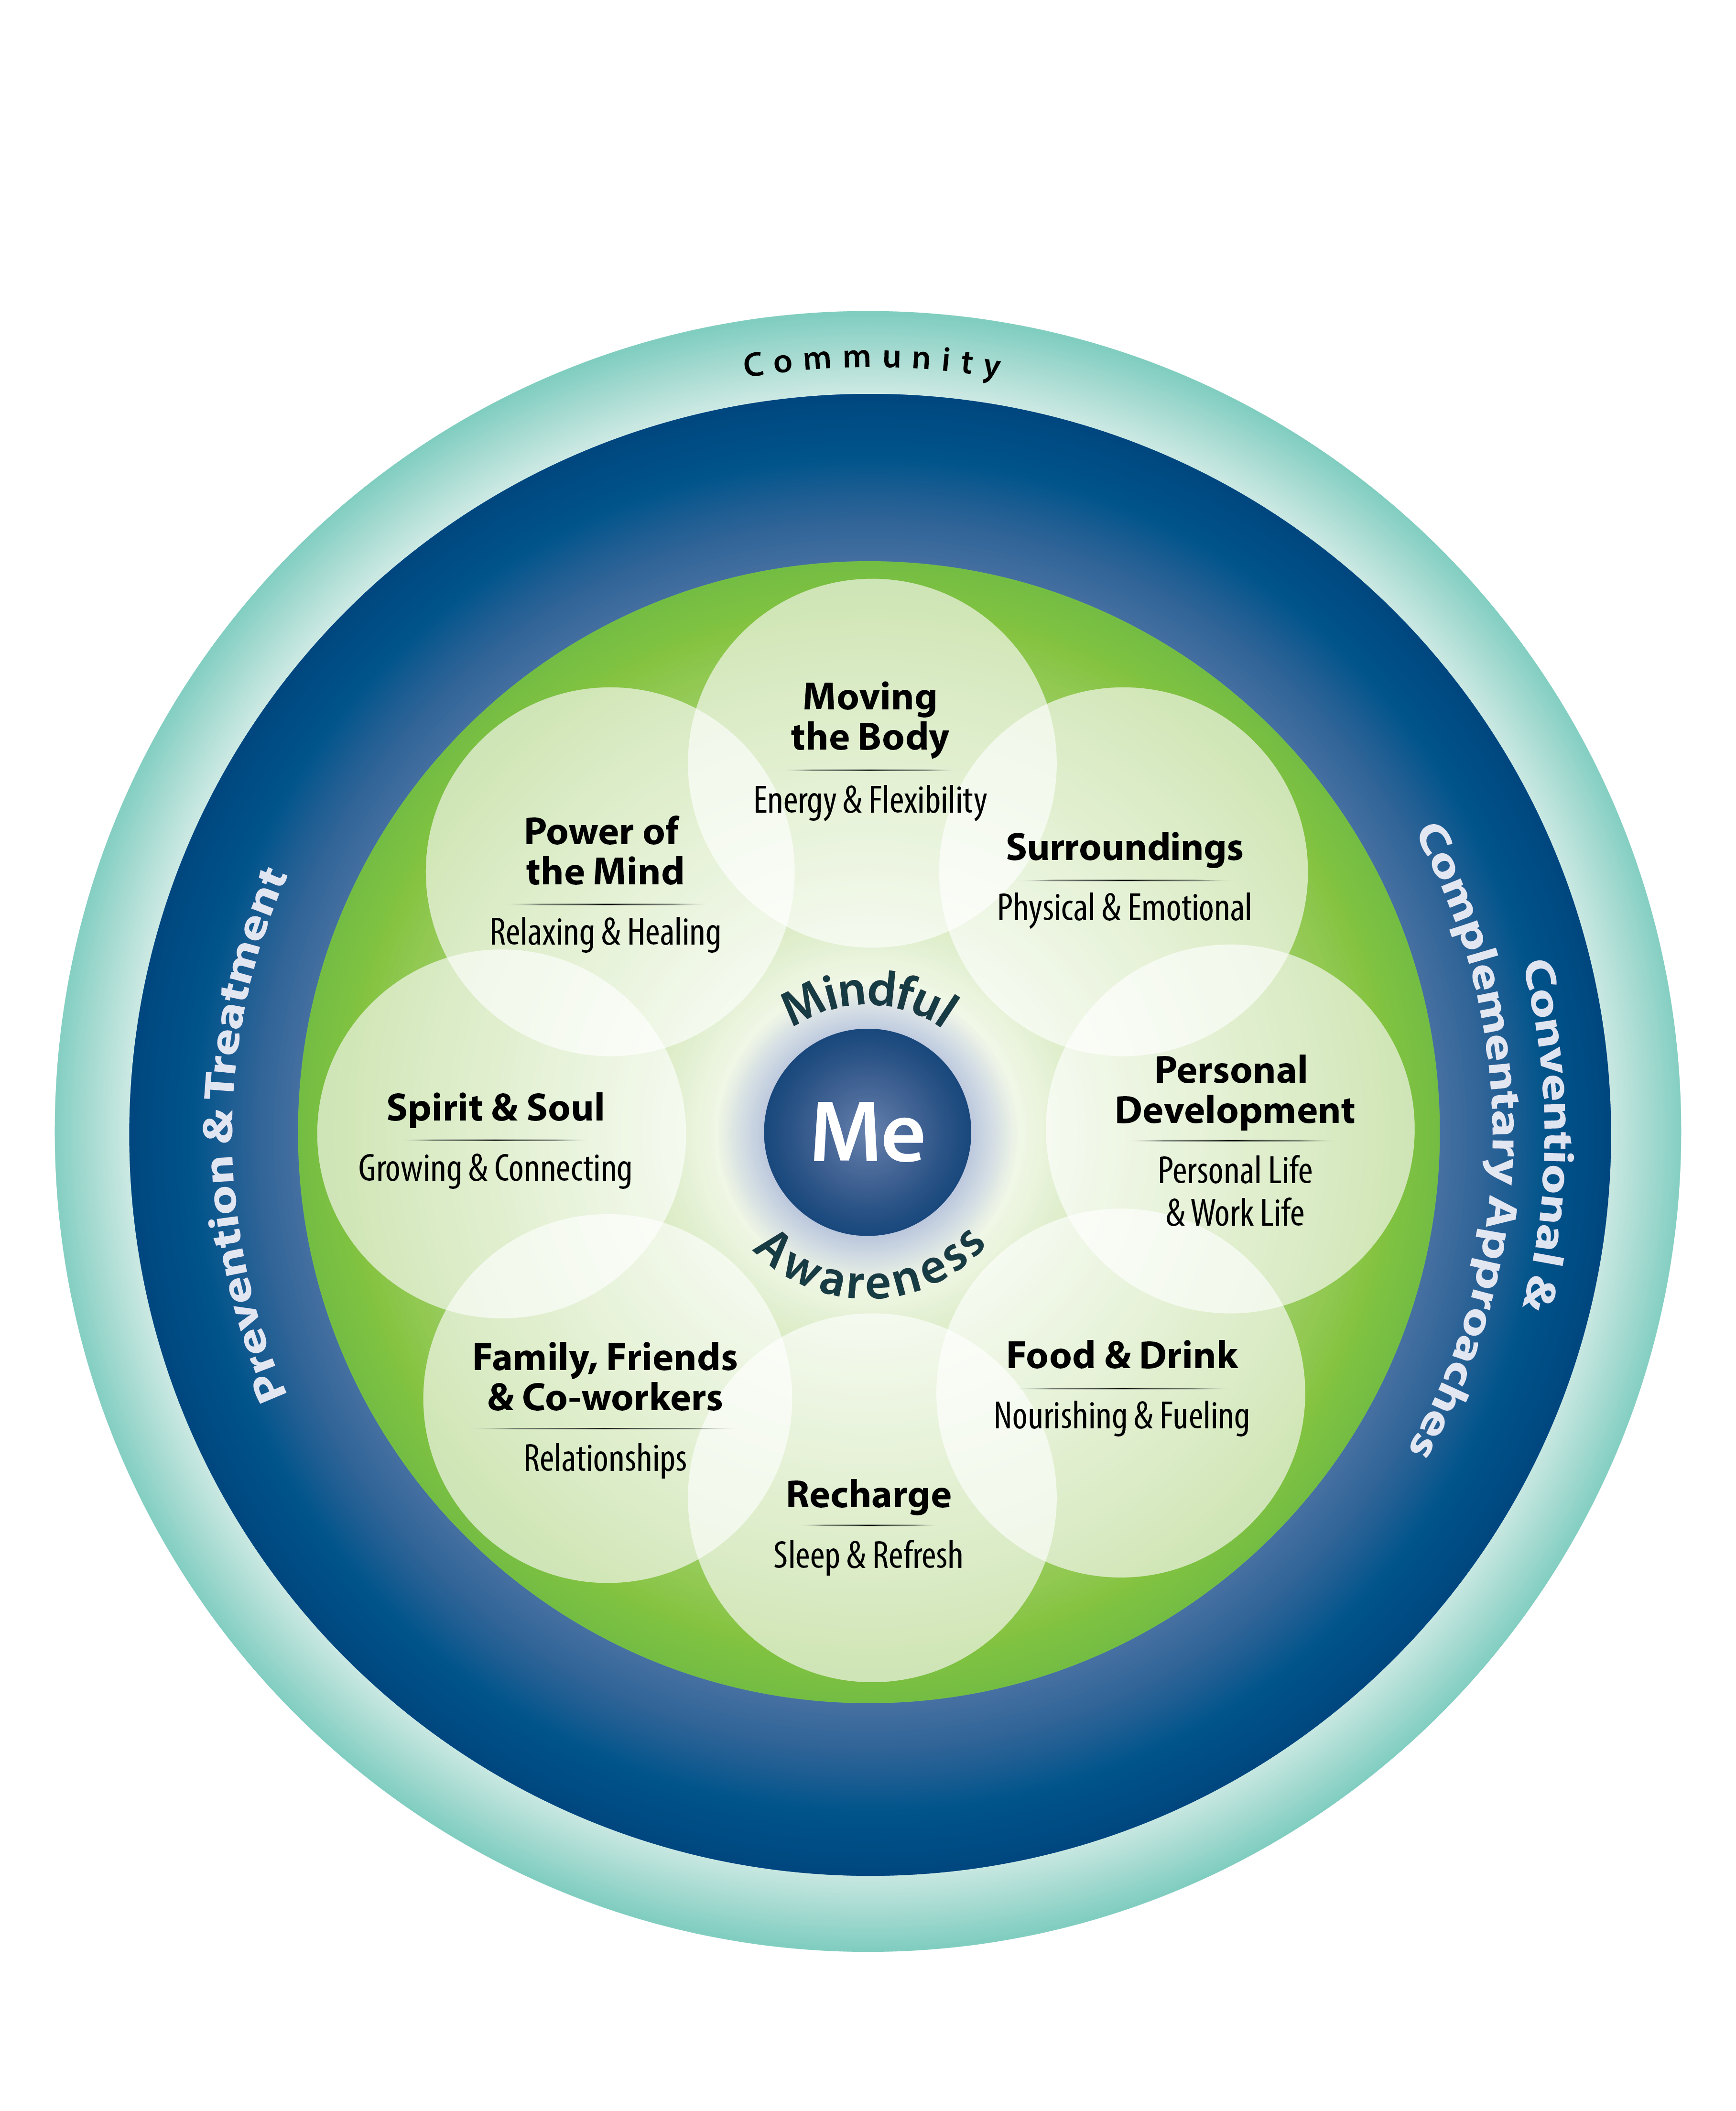 Community
Prevention & Treatment
Conventional &
Complementary Approaches
Moving
the Body
Energy & Flexibility
Surroundings
Physical & Emotional
Personal
Development
Personal Life
& Work Life
Food & Drink
Nourishing & Fueling
Recharge
Sleep & Refresh
Family, Friends
& Co-workers
Relationships
Spirit & Soul
Growing & Connecting
Power of
the Mind
Relaxing & Healing
Mindful
Me
Awareness